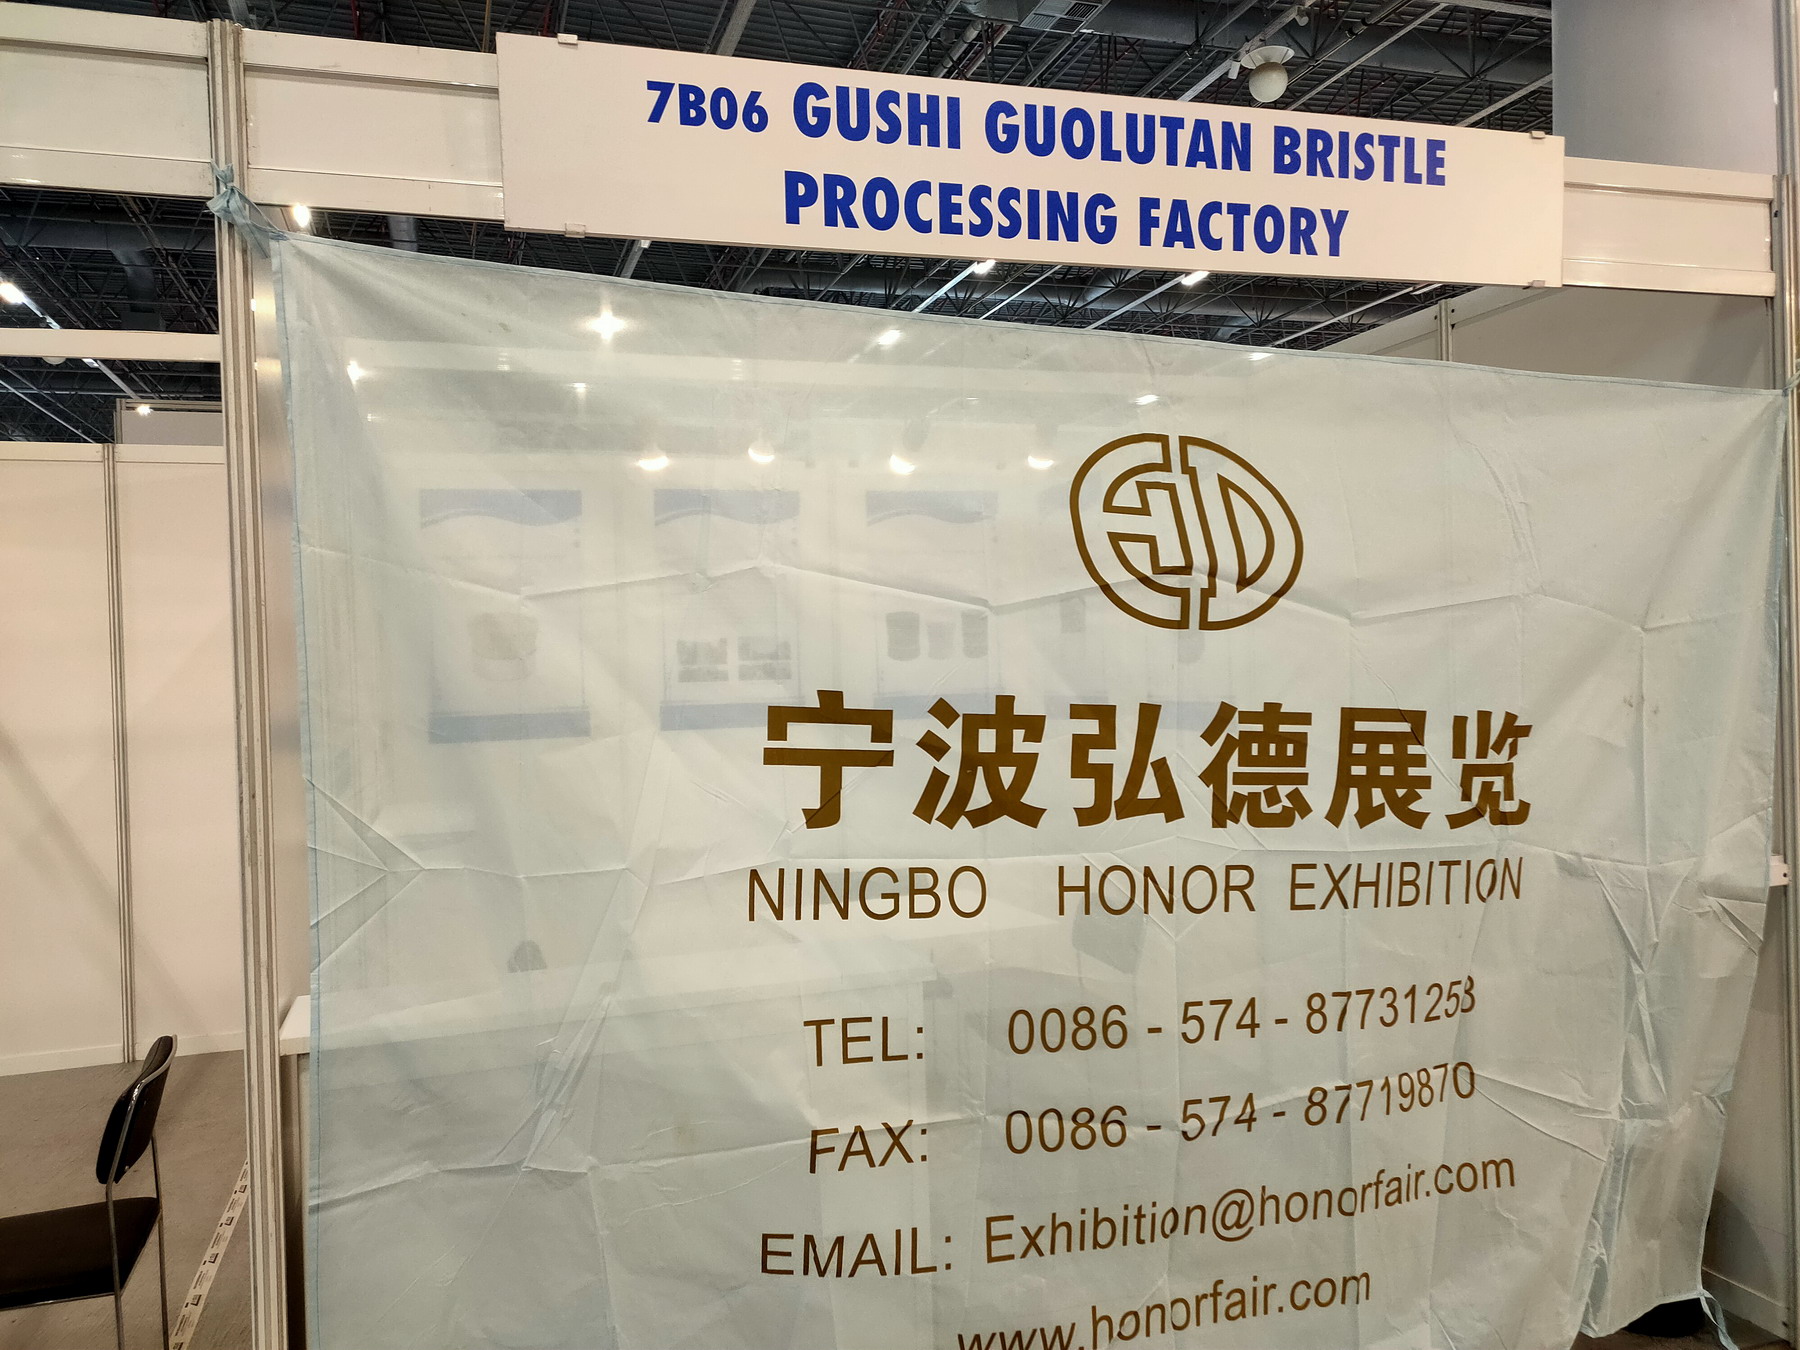 7B06 GUSHI GUOLUTAN BRISTLE
PROCESSING FACTORY
宁波弘德展览
NINGBO HONOR EXHIBITION
TEL: 0086 - 574 - 87731253
FAX: 0086 - 574 - 87719870
EMAIL: Exhibition@honorfair.com
www.honorfair.com